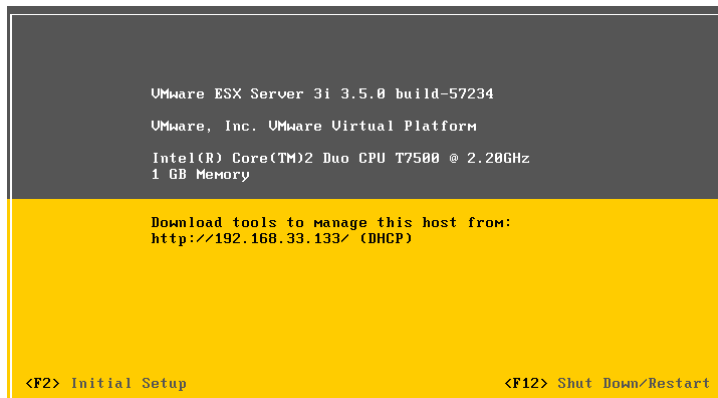 VMware ESX Server 3i 3.5.0 build-57234
VMware, Inc. VMware Virtual Platform
Intel(R) Core(TM)2 Duo CPU T7500 @ 2.20GHz
1 GB Memory
Download tools to manage this host from:
http://192.168.33.133/ (DHCP)
<F2> Initial Setup
<F12> Shut Down/Restart